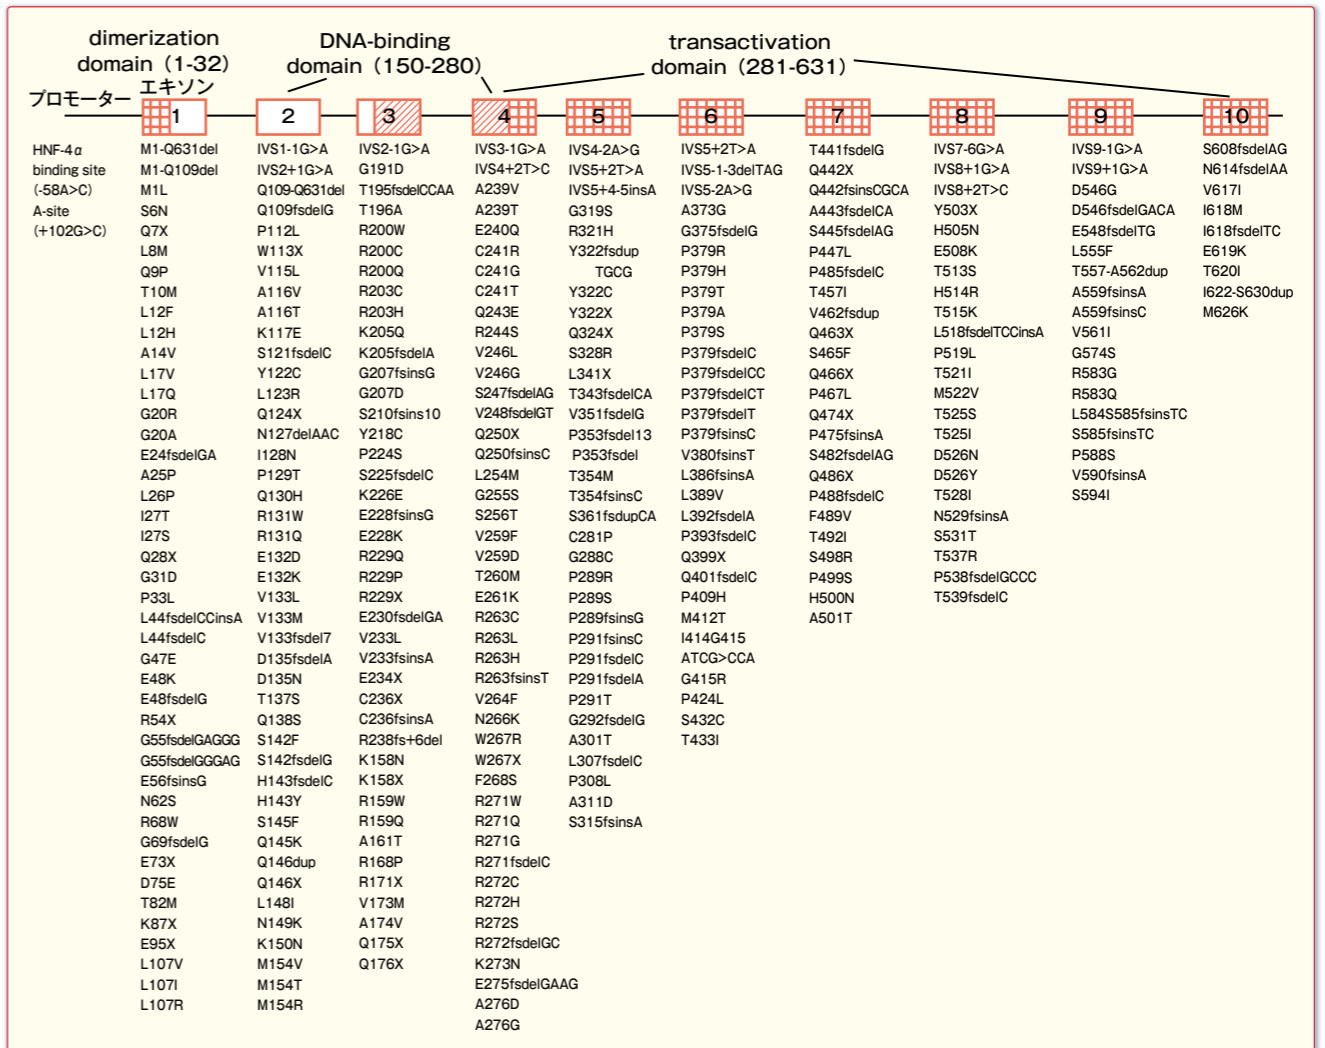 dimerization
domain（1-32）
DNA-binding
domain（150-280）
transactivation
domain（281-631）
プロモーター
エキソン
1
2
3
4
5
6
7
8
9
10
HNF-4α
binding site
(-58A>C)
A-site
(+102G>C)
M1-Q631del
M1-Q109del
M1L
S6N
Q7X
L8M
Q9P
T10M
L12F
L12H
A14V
L17V
L17Q
G20R
G20A
E24fsdelGA
A25P
L26P
I27T
I27S
Q28X
G31D
P33L
L44fsdelCCinsA
L44fsdelC
G47E
E48K
E48fsdelG
R54X
G55fsdelGAGGG
G55fsdelGGGAG
E56fsinsG
N62S
R68W
G69fsdelG
E73X
D75E
T82M
K87X
E95X
L107V
L107I
L107R
IVS1-1G>A
IVS2+1G>A
Q109-Q631del
Q109fsdelG
P112L
W113X
V115L
A116V
A116T
K117E
S121fsdelC
Y122C
L123R
Q124X
N127delAAC
I128N
P129T
Q130H
R131W
R131Q
E132D
E132K
V133L
V133M
V133fsdel7
D135fsdelA
D135N
T137S
Q138S
S142F
S142fsdelG
H143fsdelC
H143Y
S145F
Q145K
Q146dup
Q146X
L148I
N149K
K150N
M154V
M154T
M154R
IVS2-1G>A
G191D
T195fsdelCCAA
T196A
R200W
R200C
R200Q
R203C
R203H
K205Q
K205fsdelA
G207fsinsG
G207D
S210fsins10
Y218C
P224S
S225fsdelC
K226E
E228fsinsG
E228K
R229Q
R229P
R229X
E230fsdelGA
V233L
V233fsinsA
E234X
C236X
C236fsinsA
R238fs+6del
K158N
K158X
R159W
R159Q
A161T
R168P
R171X
V173M
A174V
Q175X
Q176X
IVS3-1G>A
IVS4+2T>C
A239V
A239T
E240Q
C241R
C241G
C241T
Q243E
R244S
V246L
V246G
S247fsdelAG
V248fsdelGT
Q250X
Q250fsinsC
L254M
G255S
S256T
V259F
V259D
T260M
E261K
R263C
R263L
R263H
R263fsinsT
V264F
N266K
W267R
W267X
F268S
R271W
R271Q
R271G
R271fsdelC
R272C
R272H
R272S
R272fsdelGC
K273N
E275fsdelGAAG
A276D
A276G
IVS4-2A>G
IVS5+2T>A
IVS5+4-5insA
G319S
R321H
Y322fsdup
TGCG
Y322C
Y322X
Q324X
S328R
L341X
T343fsdelCA
V351fsdelG
P353fsdel13
P353fsdel
T354M
T354fsinsC
S361fsdupCA
C281P
G288C
P289R
P289S
P289fsinsG
P291fsinsC
P291fsdelC
P291fsdelA
P291T
G292fsdelG
A301T
L307fsdelC
P308L
A311D
S315fsinsA
IVS5+2T>A
IVS5-1-3delTAG
IVS5-2A>G
A373G
G375fsdelG
P379R
P379H
P379T
P379A
P379S
P379fsdelC
P379fsdelCC
P379fsdelCT
P379fsdelT
P379fsinsC
V380fsinsT
L386fsinsA
L389V
L392fsdelA
P393fsdelC
Q399X
Q401fsdelC
P409H
M412T
I414G415
ATCG>CCA
G415R
P424L
S432C
T433I
T441fsdelG
Q442X
Q442fsinsCGCA
A443fsdelCA
S445fsdelAG
P447L
P485fsdelC
T457I
V462fsdup
Q463X
S465F
Q466X
P467L
Q474X
P475fsinsA
S482fsdelAG
Q486X
P488fsdelC
F489V
T492I
S498R
P499S
H500N
A501T
IVS7-6G>A
IVS8+1G>A
IVS8+2T>C
Y503X
H505N
E508K
T513S
H514R
T515K
L518fsdelTCCinsA
P519L
T521I
M522V
T525S
T525I
D526N
D526Y
T528I
N529fsinsA
S531T
T537R
P538fsdelGCCC
T539fsdelC
IVS9-1G>A
IVS9+1G>A
D546G
D546fsdelGACA
E548fsdelTG
L555F
T557-A562dup
A559fsinsA
A559fsinsC
V561I
G574S
R583G
R583Q
L584S585fsinsTC
S585fsinsTC
P588S
V590fsinsA
S594I
S608fsdelAG
N614fsdelAA
V617I
I618M
I618fsdelTC
E619K
T620I
I622-S630dup
M626K